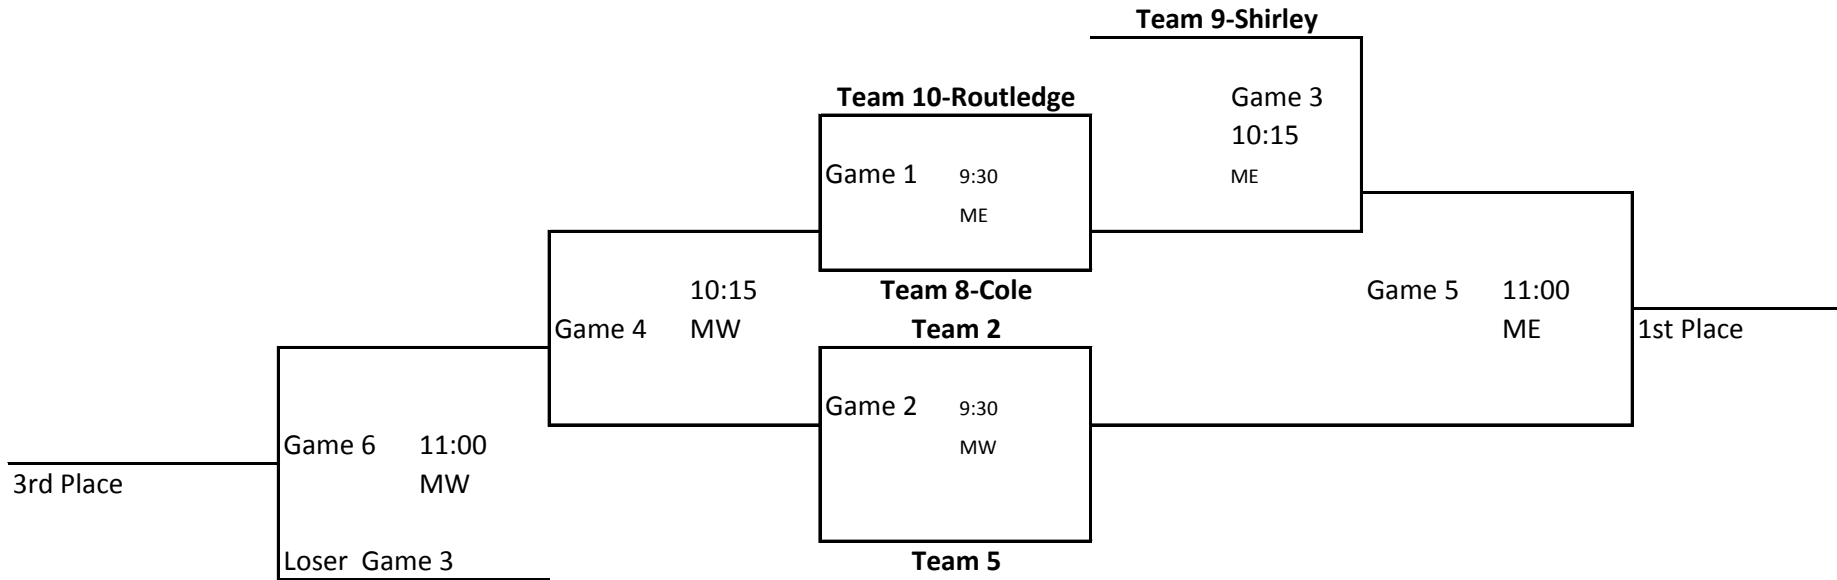 Team 9-Shirley
Team 10-Routledge
Game 3
10:15
Game 1 9:30
ME
ME
10:15
Team 8-Cole
Game 5 11:00
Game 4 MW
Team 2
ME
1st Place
Game 2 9:30
Game 6 11:00
MW
3rd Place
MW
Loser  Game 3
Team 5